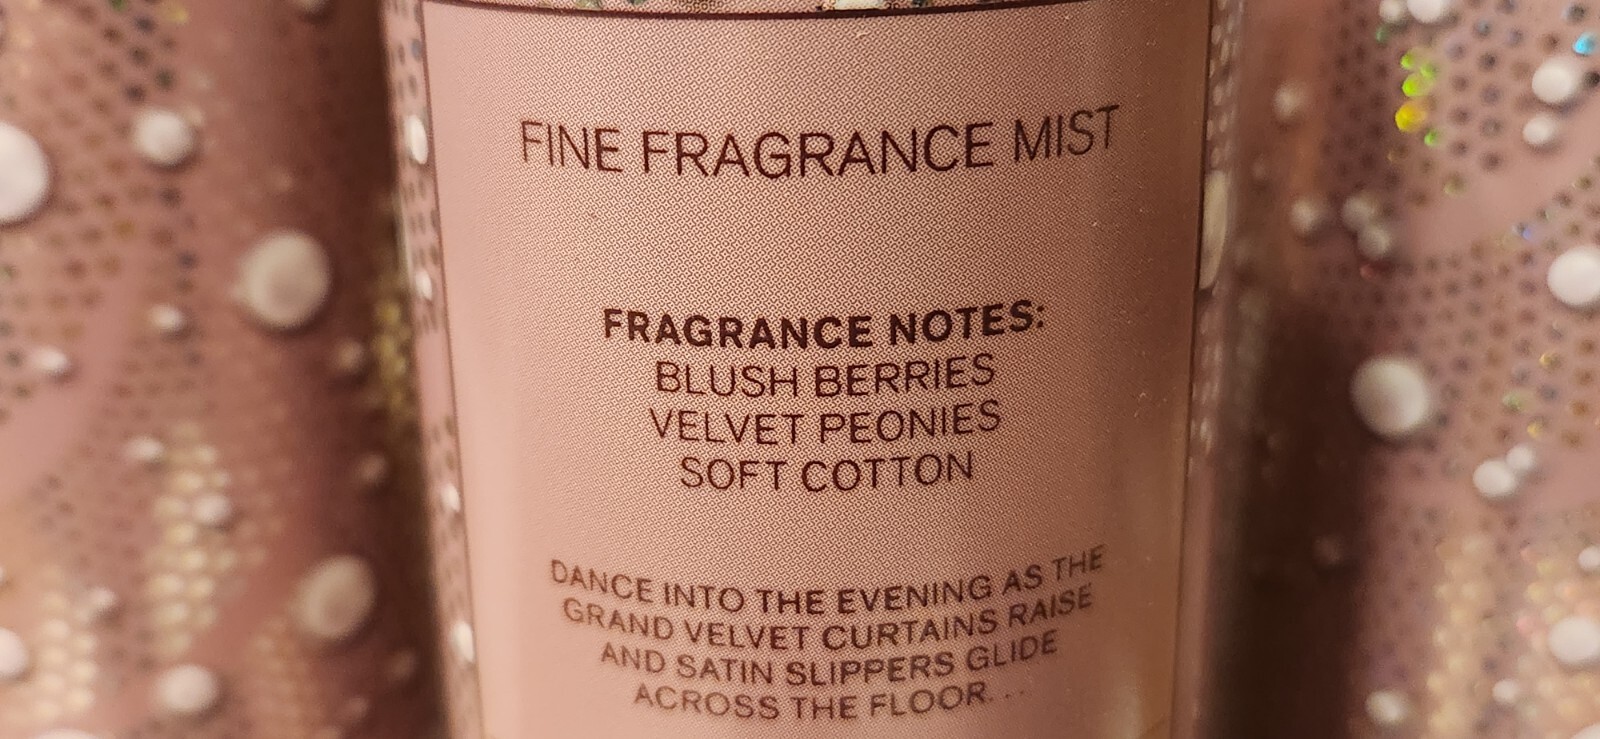 FINE FRAGRANCE MIST
FRAGRANCE NOTES:
BLUSH BERRIES
VELVET PEONIES
SOFT COTTON
DANCE INTO THE EVENING AS THE
GRAND VELVET CURTAINS RAISE
AND SATIN SLIPPERS GLIDE
ACROSS THE FLOOR...